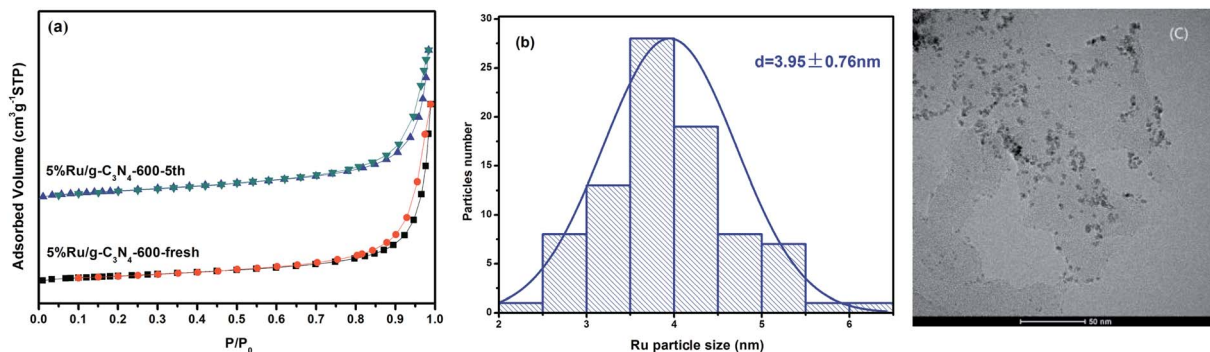 (a)
Adsorbed Volume (cm³g⁻¹STP)
5%Ru/g-C₃N₄-600-5th
5%Ru/g-C₃N₄-600-fresh
0.0 0.1 0.2 0.3 0.4 0.5 0.6 0.7 0.8 0.9 1.0
P/P₀
(b)
d=3.95±0.76nm
Particles number
30
25
20
15
10
5
0
2 3 4 5 6
Ru particle size (nm)
(C)
50 nm